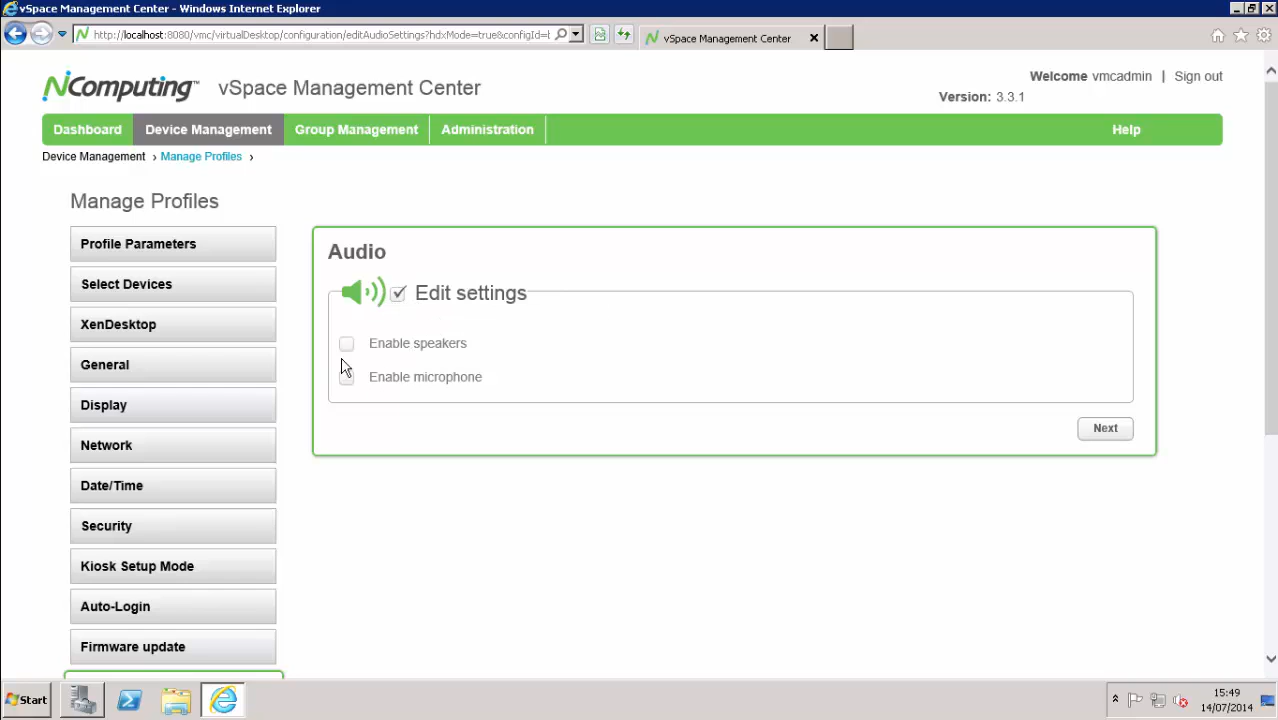 vSpace Management Center - Windows Internet Explorer
http://localhost:8080/vmc/virtualDesktop/configuration/editAudioSettings?hdxMode=true&configId=t
vSpace Management Center
Welcome vmcadmin | Sign out
NComputing™ vSpace Management Center
Version: 3.3.1
Dashboard Device Management Group Management Administration Help
Device Management › Manage Profiles ›
Manage Profiles
Profile Parameters
Select Devices
XenDesktop
General
Display
Network
Date/Time
Security
Kiosk Setup Mode
Auto-Login
Firmware update
Audio
Edit settings
Enable speakers
Enable microphone
Next
Start
15:49
14/07/2014